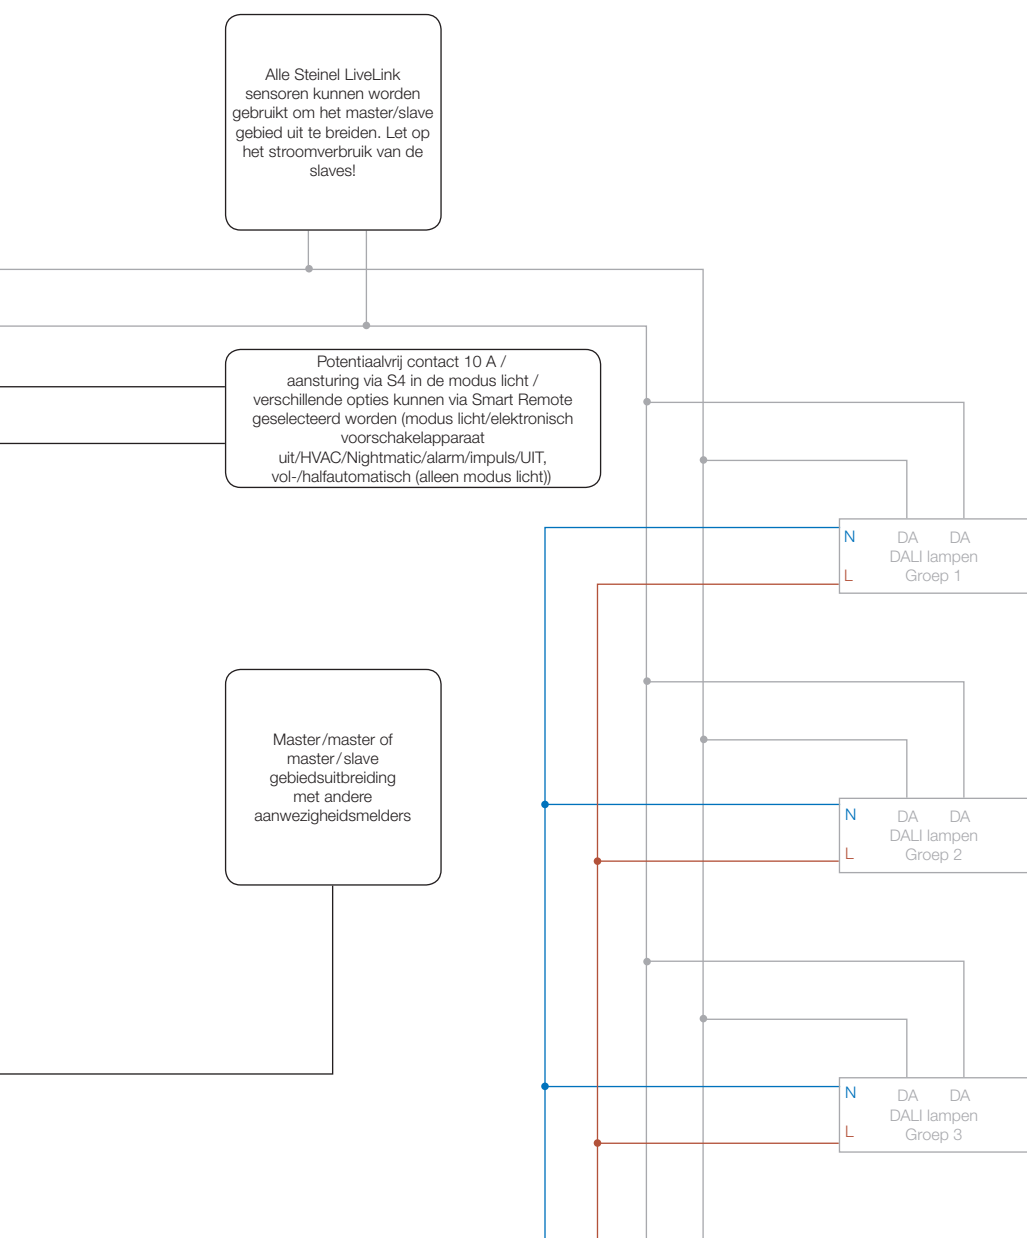 Alle Steinel LiveLink
sensoren kunnen worden
gebruikt om het master/slave
gebied uit te breiden. Let op
het stroomverbruik van de
slaves!
Potentiaalvrij contact 10 A /
aansturing via S4 in de modus licht /
verschillende opties kunnen via Smart Remote
geselecteerd worden (modus licht/elektronisch
voorschakelapparaat
uit/HVAC/Nightmatic/alarm/impuls/UIT,
vol-/halfautomatisch (alleen modus licht))
N
DA DA
DALI lampen
L
Groep 1
Master/master of
master/slave
gebiedsuitbreiding
met andere
aanwezigheidsmelders
N
DA DA
DALI lampen
L
Groep 2
N
DA DA
DALI lampen
L
Groep 3